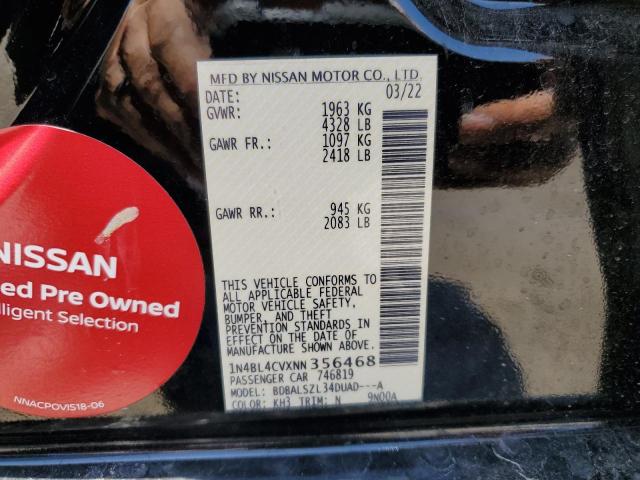 MFD BY NISSAN MOTOR CO., LTD.
DATE: 03/22
GVWR: 1963 KG
4328 LB
GAWR FR.: 1097 KG
2418 LB
GAWR RR.: 945 KG
2083 LB
THIS VEHICLE CONFORMS TO
ALL APPLICABLE FEDERAL
MOTOR VEHICLE SAFETY,
BUMPER, AND THEFT
PREVENTION STANDARDS IN
EFFECT ON THE DATE OF
MANUFACTURE SHOWN ABOVE.
1N4BL4CVXNN356468
PASSENGER CAR 746819
MODEL: BDBALSZL34DUAD---A
COLOR: KH3 TRIM: N 9N00A
NISSAN
ed Pre Owned
lligent Selection
NNACPOVIS18-06